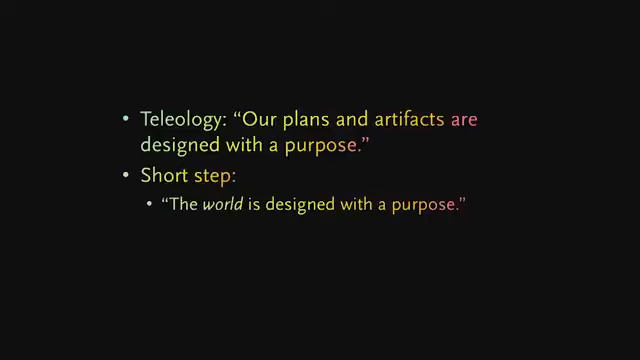 • Teleology: “Our plans and artifacts are
designed with a purpose.”
• Short step:
• “The world is designed with a purpose.”